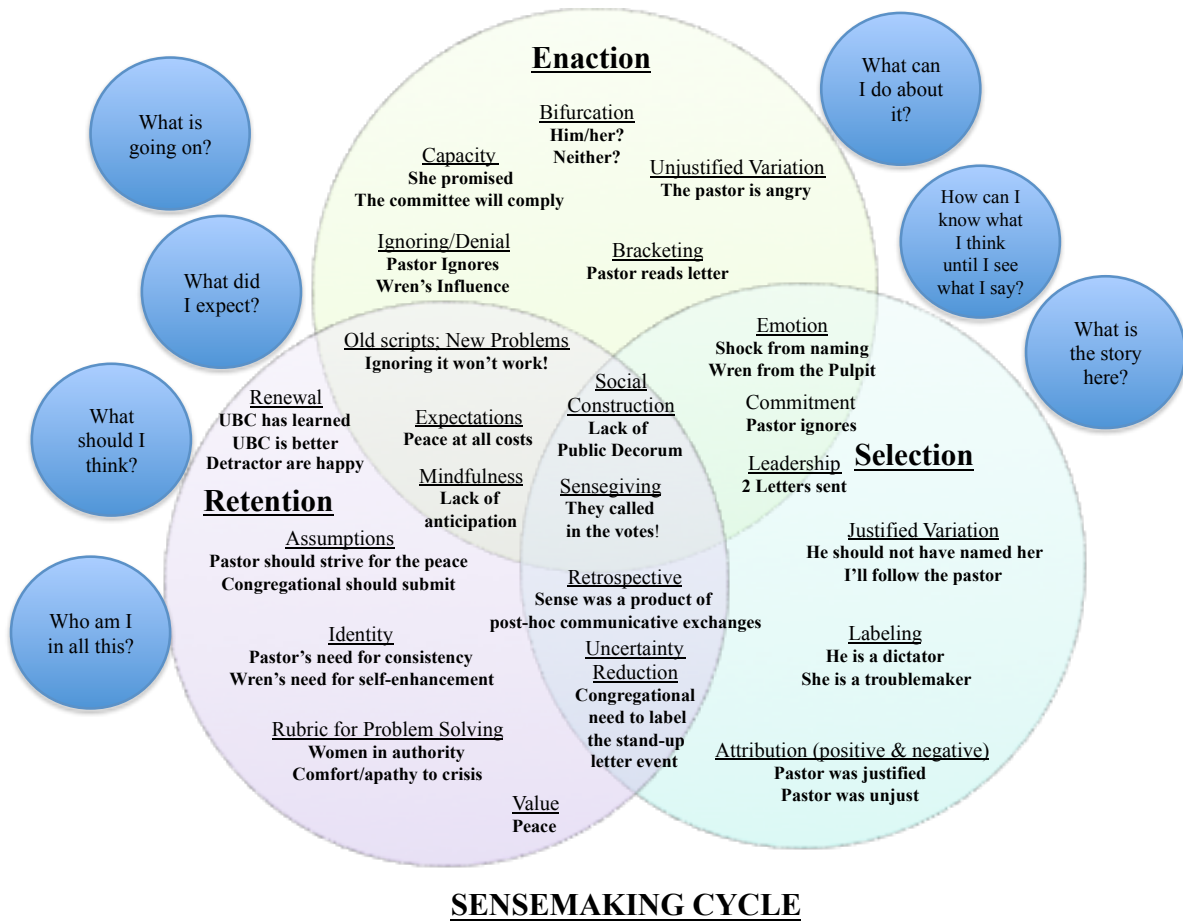 Enaction
What is
going on?
What can
I do about
it?
Bifurcation
Him/her?
Neither?
Capacity
She promised
The committee will comply
Unjustified Variation
The pastor is angry
How can I
know what
I think
until I see
what I say?
What did
I expect?
Ignoring/Denial
Pastor Ignores
Wren's Influence
Bracketing
Pastor reads letter
What is
the story
here?
Old scripts; New Problems
Ignoring it won't work!
Emotion
Shock from naming
Wren from the Pulpit
What
should I
think?
Renewal
UBC has learned
UBC is better
Detractor are happy
Expectations
Peace at all costs
Social
Construction
Lack of
Public Decorum
Commitment
Pastor ignores
Selection
Leadership
2 Letters sent
Mindfulness
Lack of
anticipation
Sensegiving
They called
in the votes!
Retention
Assumptions
Pastor should strive for the peace
Congregational should submit
Justified Variation
He should not have named her
I'll follow the pastor
Who am I
in all this?
Retrospective
Sense was a product of
post-hoc communicative exchanges
Identity
Pastor's need for consistency
Wren's need for self-enhancement
Labeling
He is a dictator
She is a troublemaker
Uncertainty
Reduction
Congregational
need to label
the stand-up
letter event
Rubric for Problem Solving
Women in authority
Comfort/apathy to crisis
Attribution (positive & negative)
Pastor was justified
Pastor was unjust
Value
Peace
SENSEMAKING CYCLE